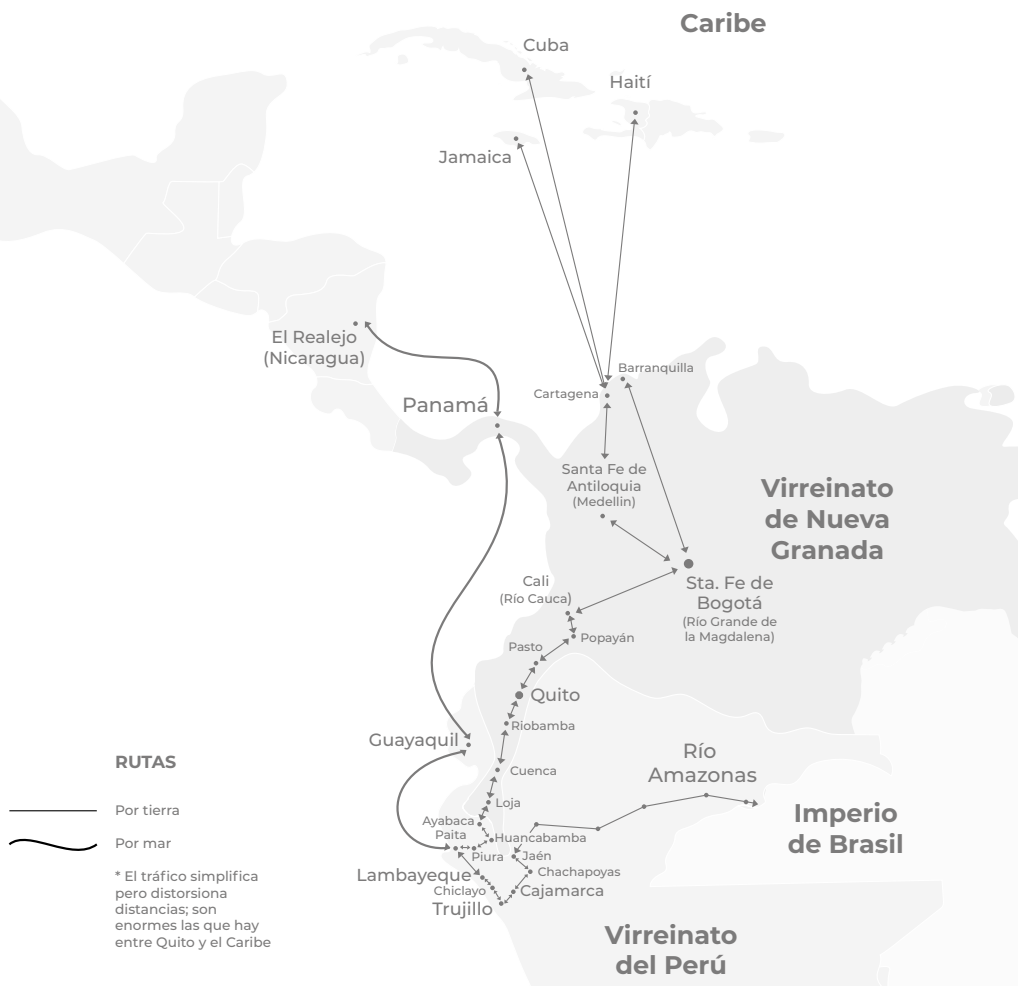 Caribe
Cuba
Haití
Jamaica
El Realejo
(Nicaragua)
Panamá
Barranquilla
Cartagena
Santa Fe de
Antiloquia
(Medellin)
Virreinato
de Nueva
Granada
Cali
(Río Cauca)
Sta. Fe de
Bogotá
(Río Grande de
la Magdalena)
Popayán
Pasto
Quito
Riobamba
Guayaquil
Río
Amazonas
Cuenca
RUTAS
Por tierra
Por mar
* El tráfico simplifica
pero distorsiona
distancias; son
enormes las que hay
entre Quito y el Caribe
Loja
Ayabaca
Paita
Huancabamba
Piura
Jaén
Imperio
de Brasil
Lambayeque
Chachapoyas
Chiclayo
Cajamarca
Trujillo
Virreinato
del Perú